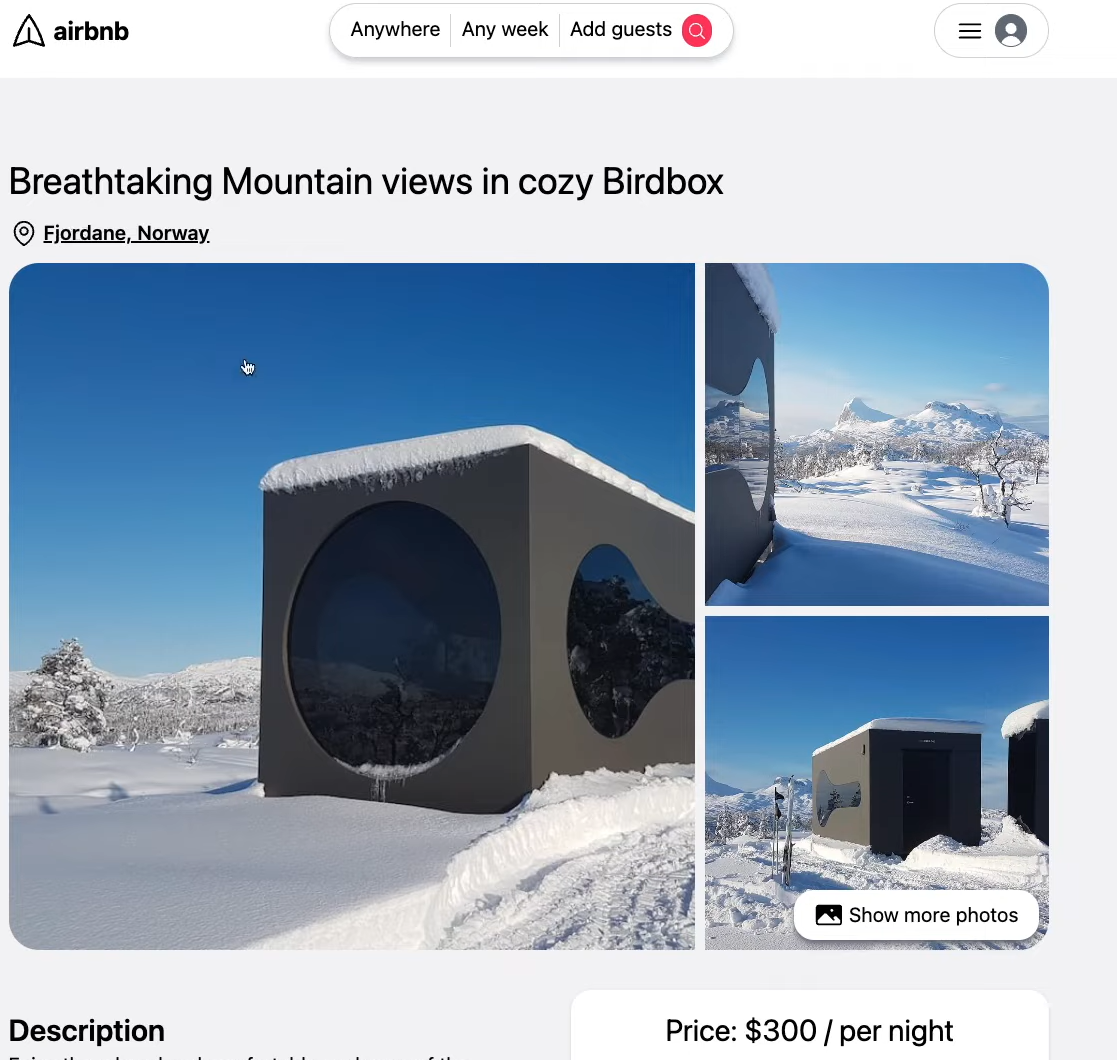 airbnb
Anywhere Any week Add guests
Breathtaking Mountain views in cozy Birdbox
Fjordane, Norway
Show more photos
Description
Price: $300 / per night